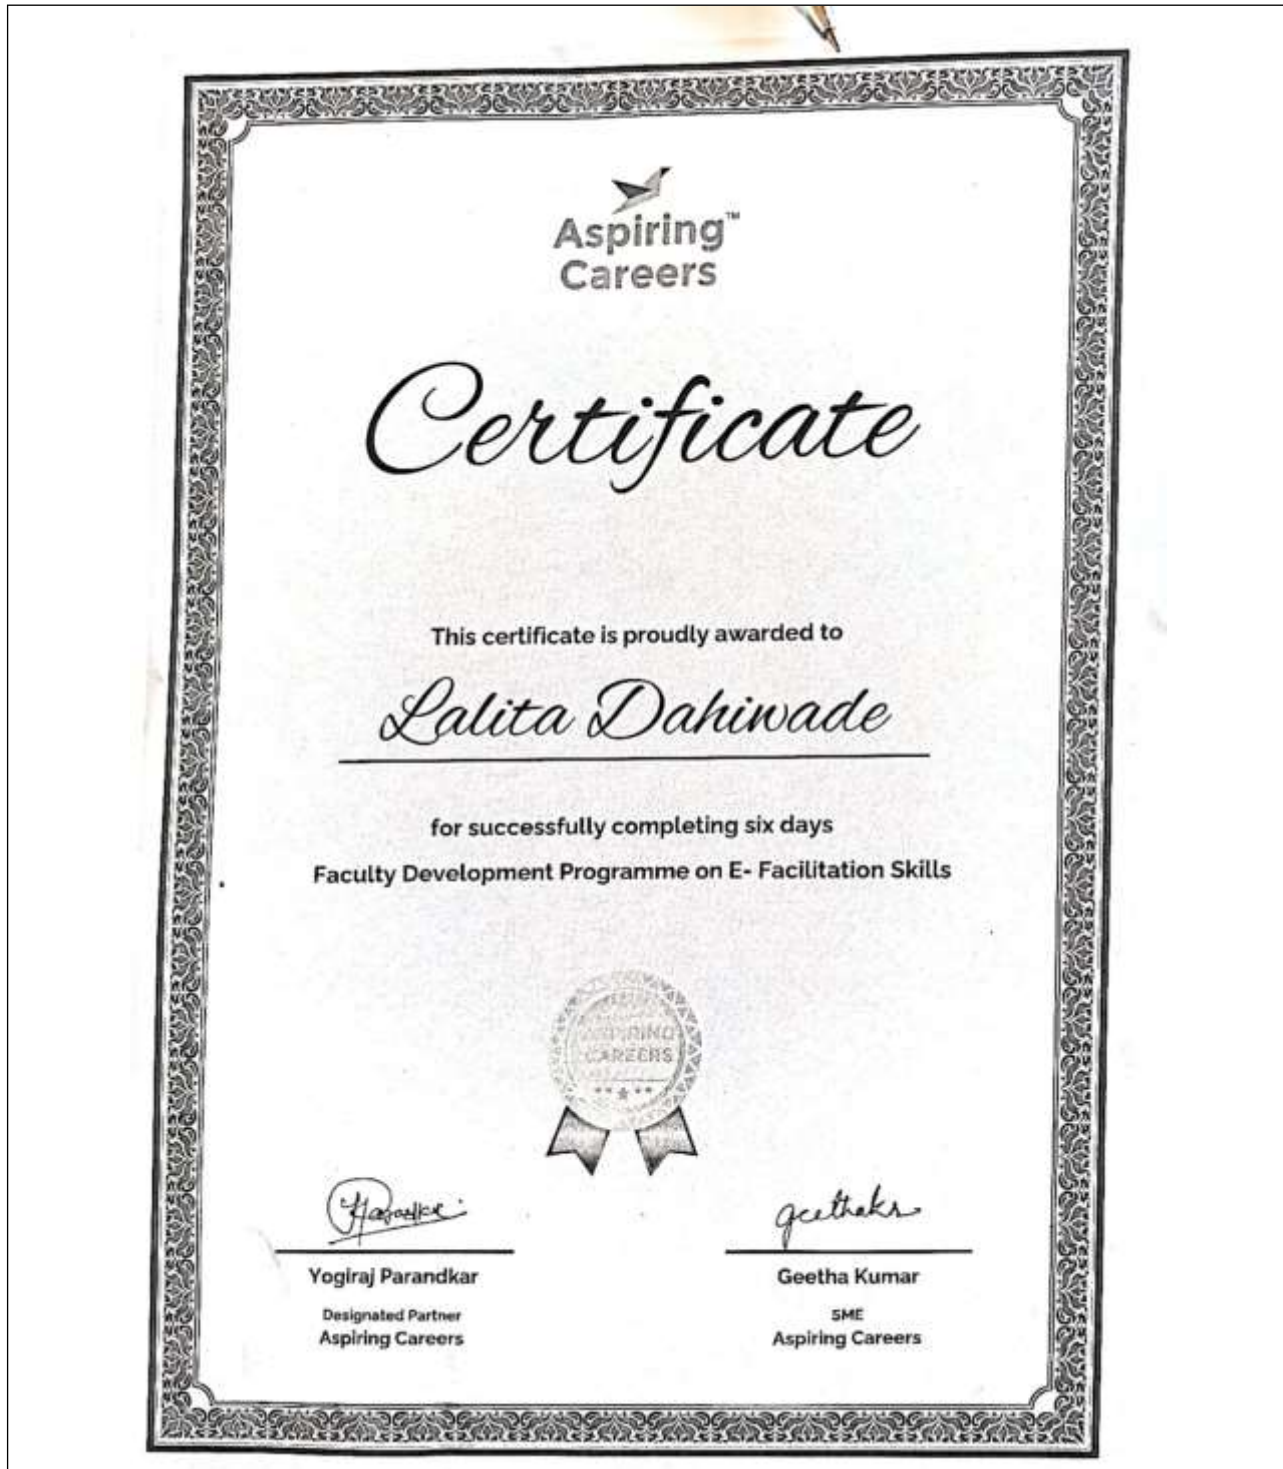 Aspiring™
Careers
Certificate
This certificate is proudly awarded to
Lalita Dahiwade
for successfully completing six days
Faculty Development Programme on E- Facilitation Skills
ASPIRING
CAREERS
geethakr
Yogiraj Parandkar
Geetha Kumar
Designated Partner
SME
Aspiring Careers
Aspiring Careers